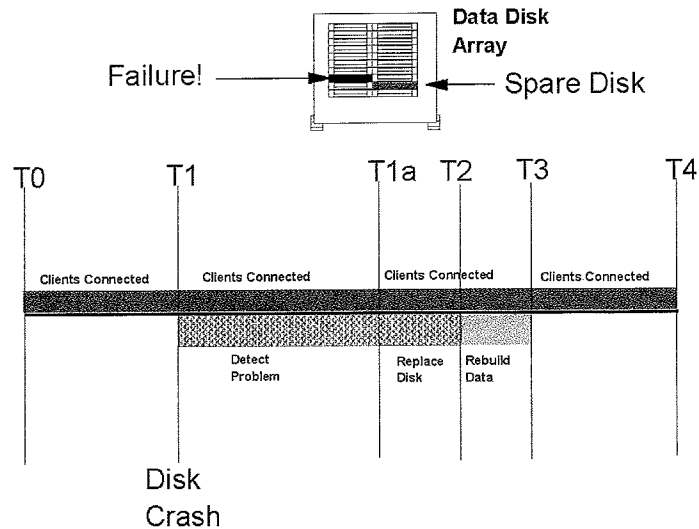 Data Disk
Array
Failure!
Spare Disk
T0 T1 T1a T2 T3 T4
Clients Connected Clients Connected Clients Connected Clients Connected
Detect
Problem
Replace
Disk
Rebuild
Data
Disk
Crash